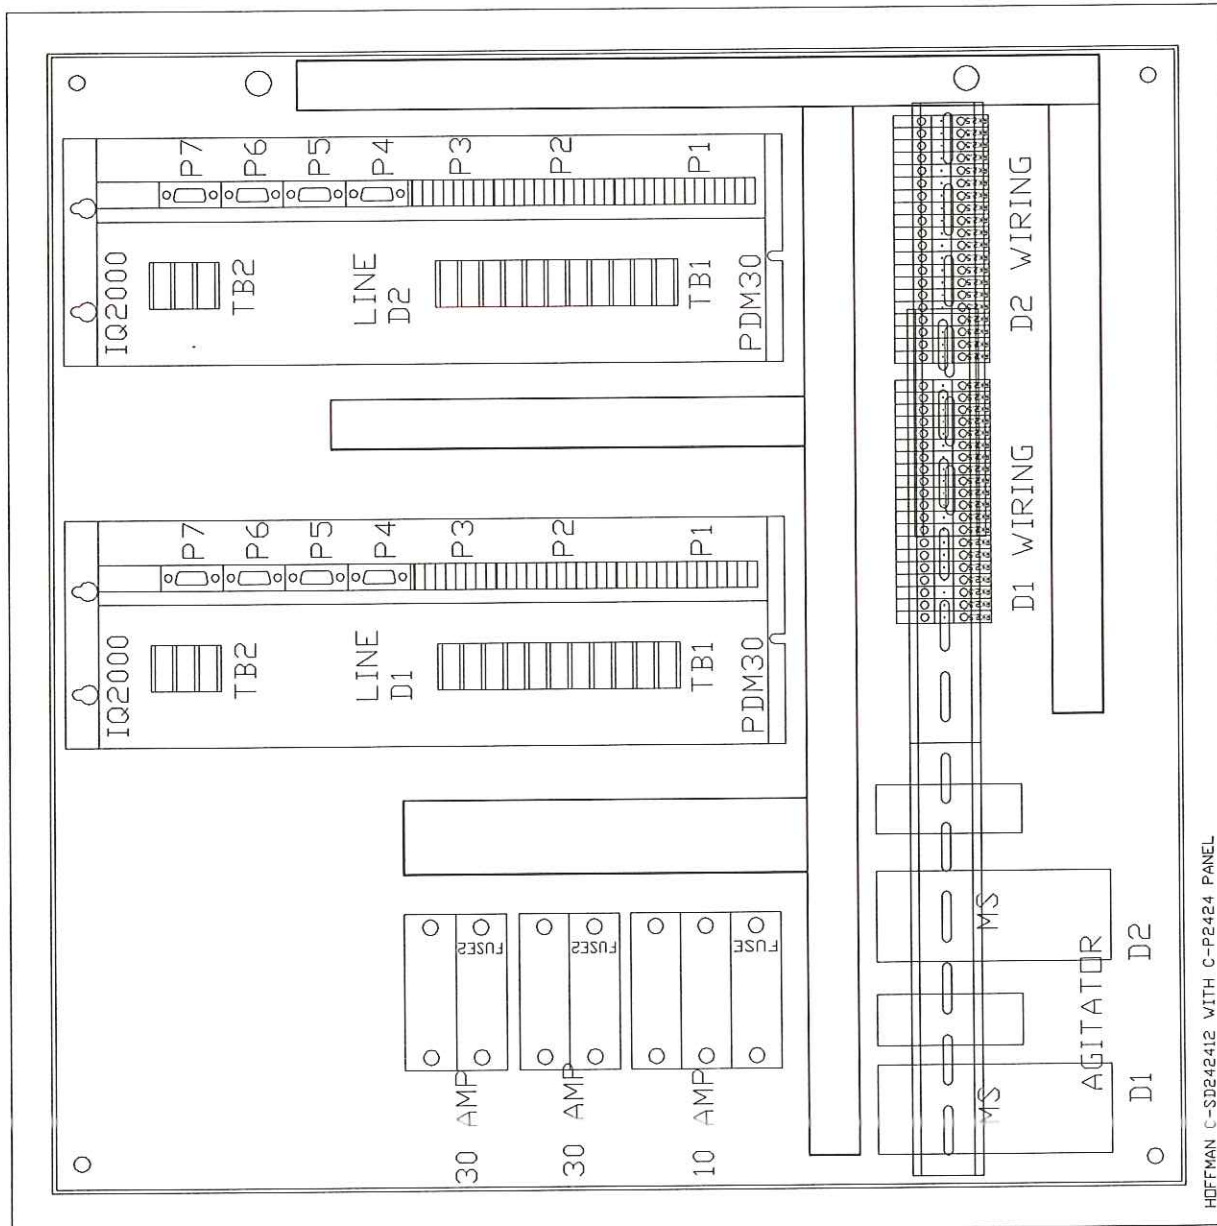 P7 P6 P5 P4 P3 P2 P1
IQ2000
TB2
LINE
D2
TB1
PDM30
D2 WIRING
P7 P6 P5 P4 P3 P2 P1
IQ2000
TB2
LINE
D1
TB1
PDM30
D1 WIRING
FUSES
FUSES
FUSE
30 AMP
30 AMP
10 AMP
MS
MS
AGITATOR
D2
D1
HOFFMAN C-SD242412 WITH C-P2424 PANEL